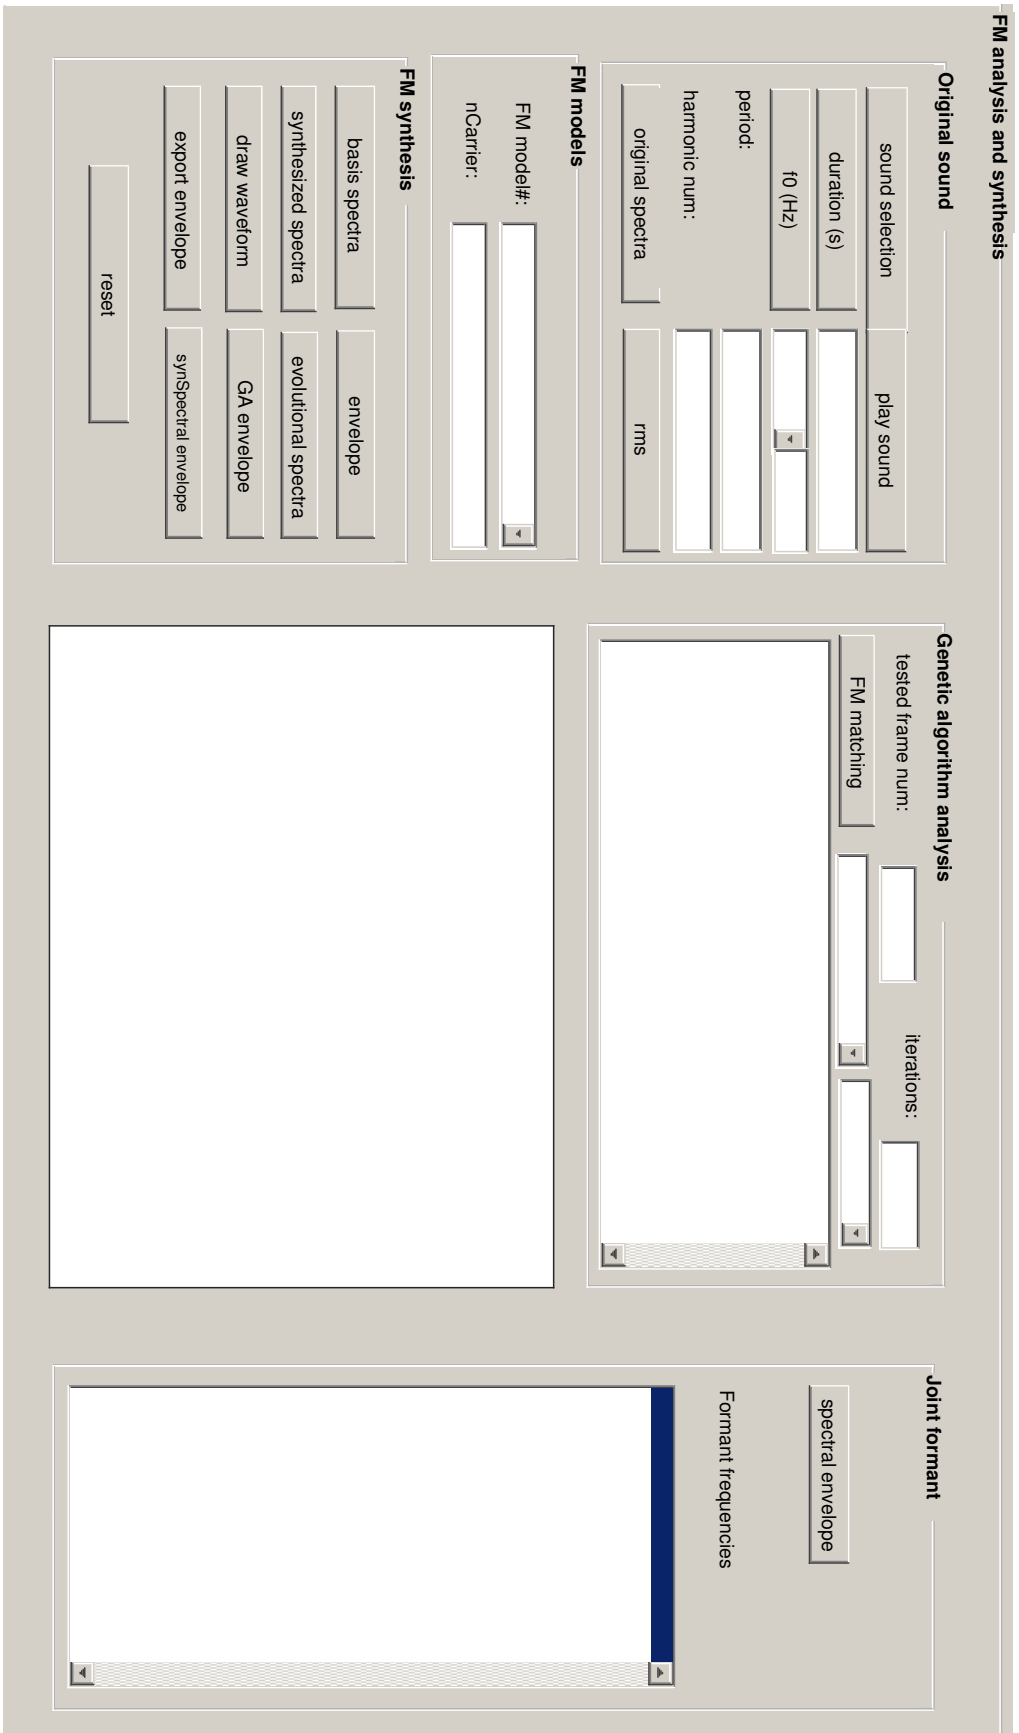 FM analysis and synthesis
Original sound
sound selection
play sound
duration (s)
f0 (Hz)
period:
harmonic num:
original spectra
rms
FM models
FM model#:
nCarrier:
FM synthesis
basis spectra
envelope
synthesized spectra
evolutional spectra
draw waveform
GA envelope
export envelope
synSpectral envelope
reset
Genetic algorithm analysis
tested frame num:
iterations:
FM matching
Joint formant
spectral envelope
Formant frequencies